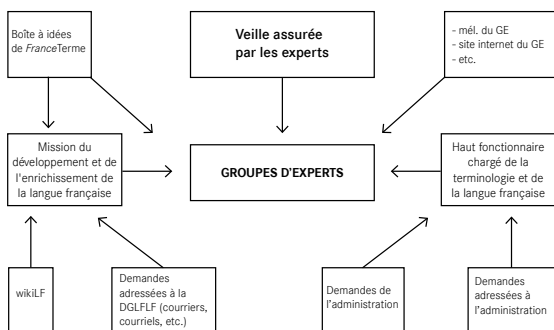 Boîte à idées
de FranceTerme
Veille assurée
par les experts
- mél. du GE
- site internet du GE
- etc.
Mission du
développement et de
l'enrichissement de
la langue française
GROUPES D'EXPERTS
Haut fonctionnaire
chargé de la
terminologie et de
la langue française
wikiLF
Demandes
adressées à la
DGLFLF (courriers,
courriels, etc.)
Demandes de
l'administration
Demandes
adressées à
l'administration